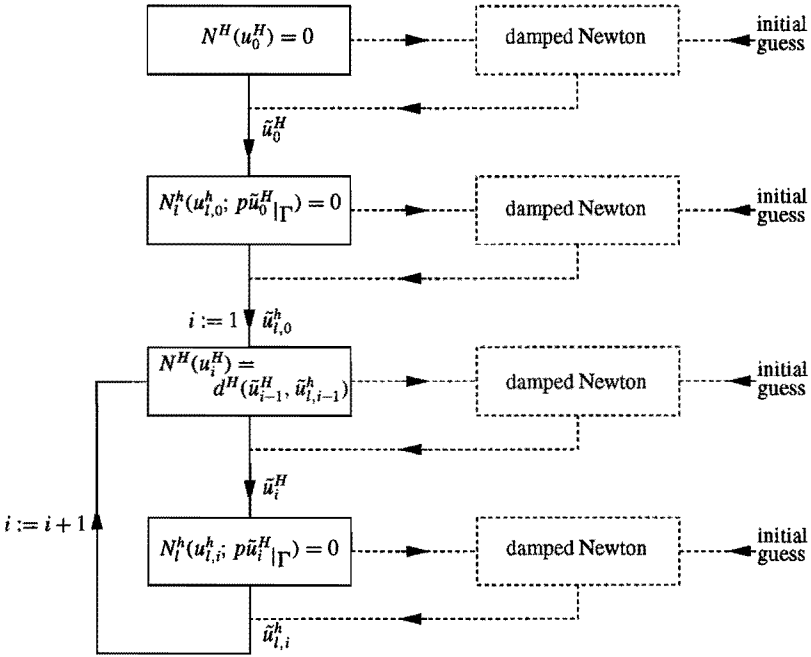 N^H(u_0^H) = 0
damped Newton
initial
guess
ũ_0^H
N_l^h(u_{l,0}^h; pũ_0^H|Γ) = 0
damped Newton
initial
guess
i := 1 ũ_{l,0}^h
N^H(u_i^H) =
d^H(ũ_{i-1}^H, ũ_{l,i-1}^h)
damped Newton
initial
guess
ũ_i^H
i := i + 1
N_l^h(u_{l,i}^h; pũ_i^H|Γ) = 0
damped Newton
initial
guess
ũ_{l,i}^h